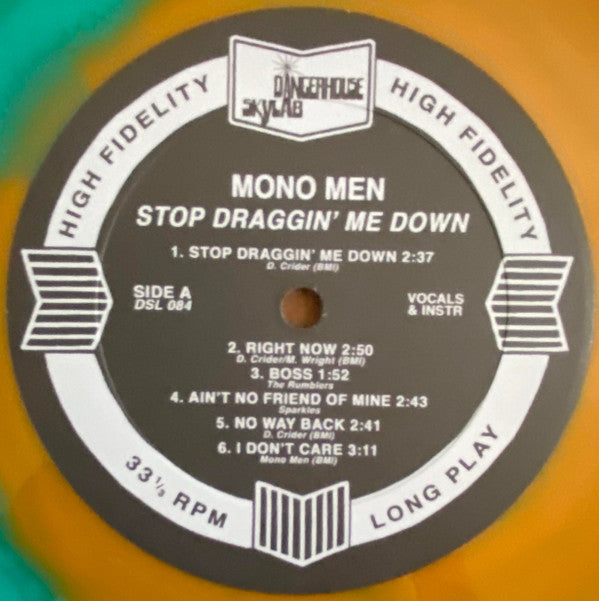 DANGERHOUSE
SKYLAB
HIGH FIDELITY
HIGH FIDELITY
MONO MEN
STOP DRAGGIN' ME DOWN
1. STOP DRAGGIN' ME DOWN 2:37
D. Crider (BMI)
SIDE A
DSL 084
VOCALS
& INSTR
2. RIGHT NOW 2:50
D. Crider/M. Wright (BMI)
3. BOSS 1:52
The Rumblers
4. AIN'T NO FRIEND OF MINE 2:43
Sparkles
5. NO WAY BACK 2:41
D. Crider (BMI)
6. I DON'T CARE 3:11
Mono Men (BMI)
33 1/3 RPM
LONG PLAY